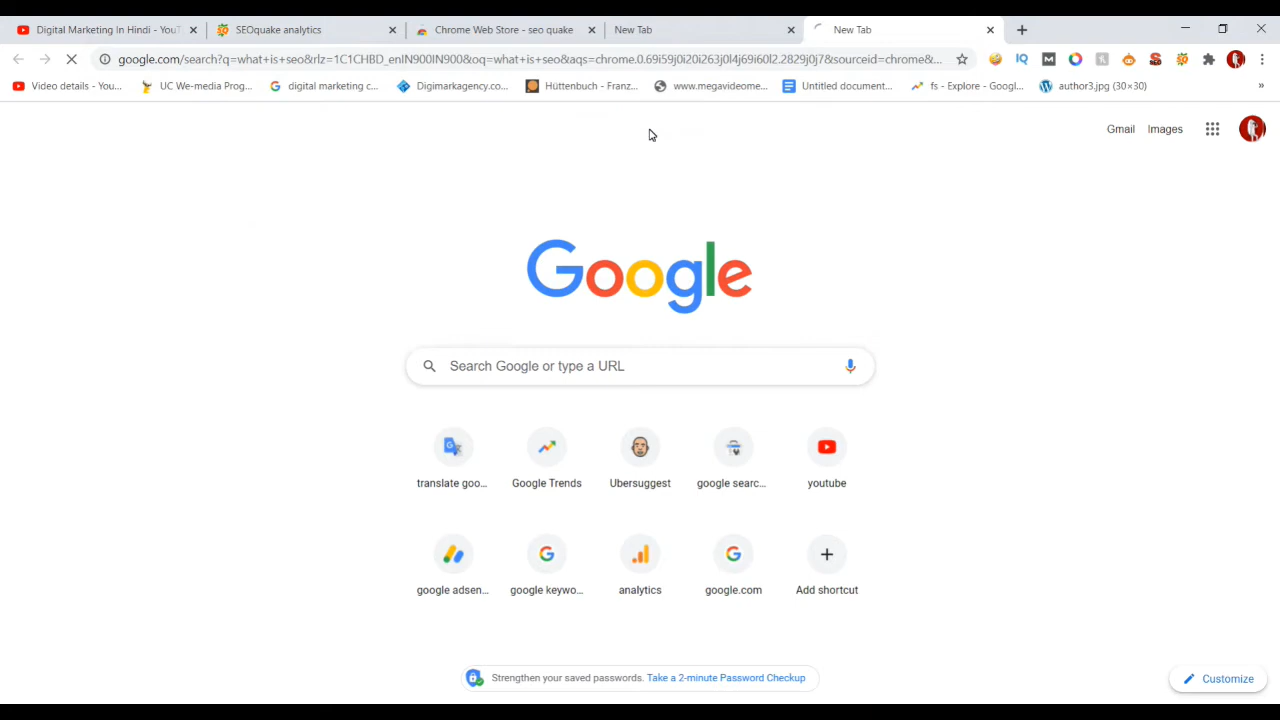 Digital Marketing In Hindi - YouT
SEOquake analytics
Chrome Web Store - seo quake
New Tab
New Tab
google.com/search?q=what+is+seo&rlz=1C1CHBD_enIN900IN900&oq=what+is+seo&aqs=chrome.0.69i59j0i20i263j0l4j69i60l2.2829j0j7&sourceid=chrome&...
Video details - You...
UC We-media Prog...
digital marketing c...
Digimarkagency.co...
Hüttenbuch - Franz...
www.megavideome...
Untitled document...
fs - Explore - Googl...
author3.jpg (30×30)
»
Gmail
Images
Google
Search Google or type a URL
translate goo...
Google Trends
Ubersuggest
google searc...
youtube
google adsen...
google keywo...
analytics
google.com
Add shortcut
Strengthen your saved passwords. Take a 2-minute Password Checkup
Customize